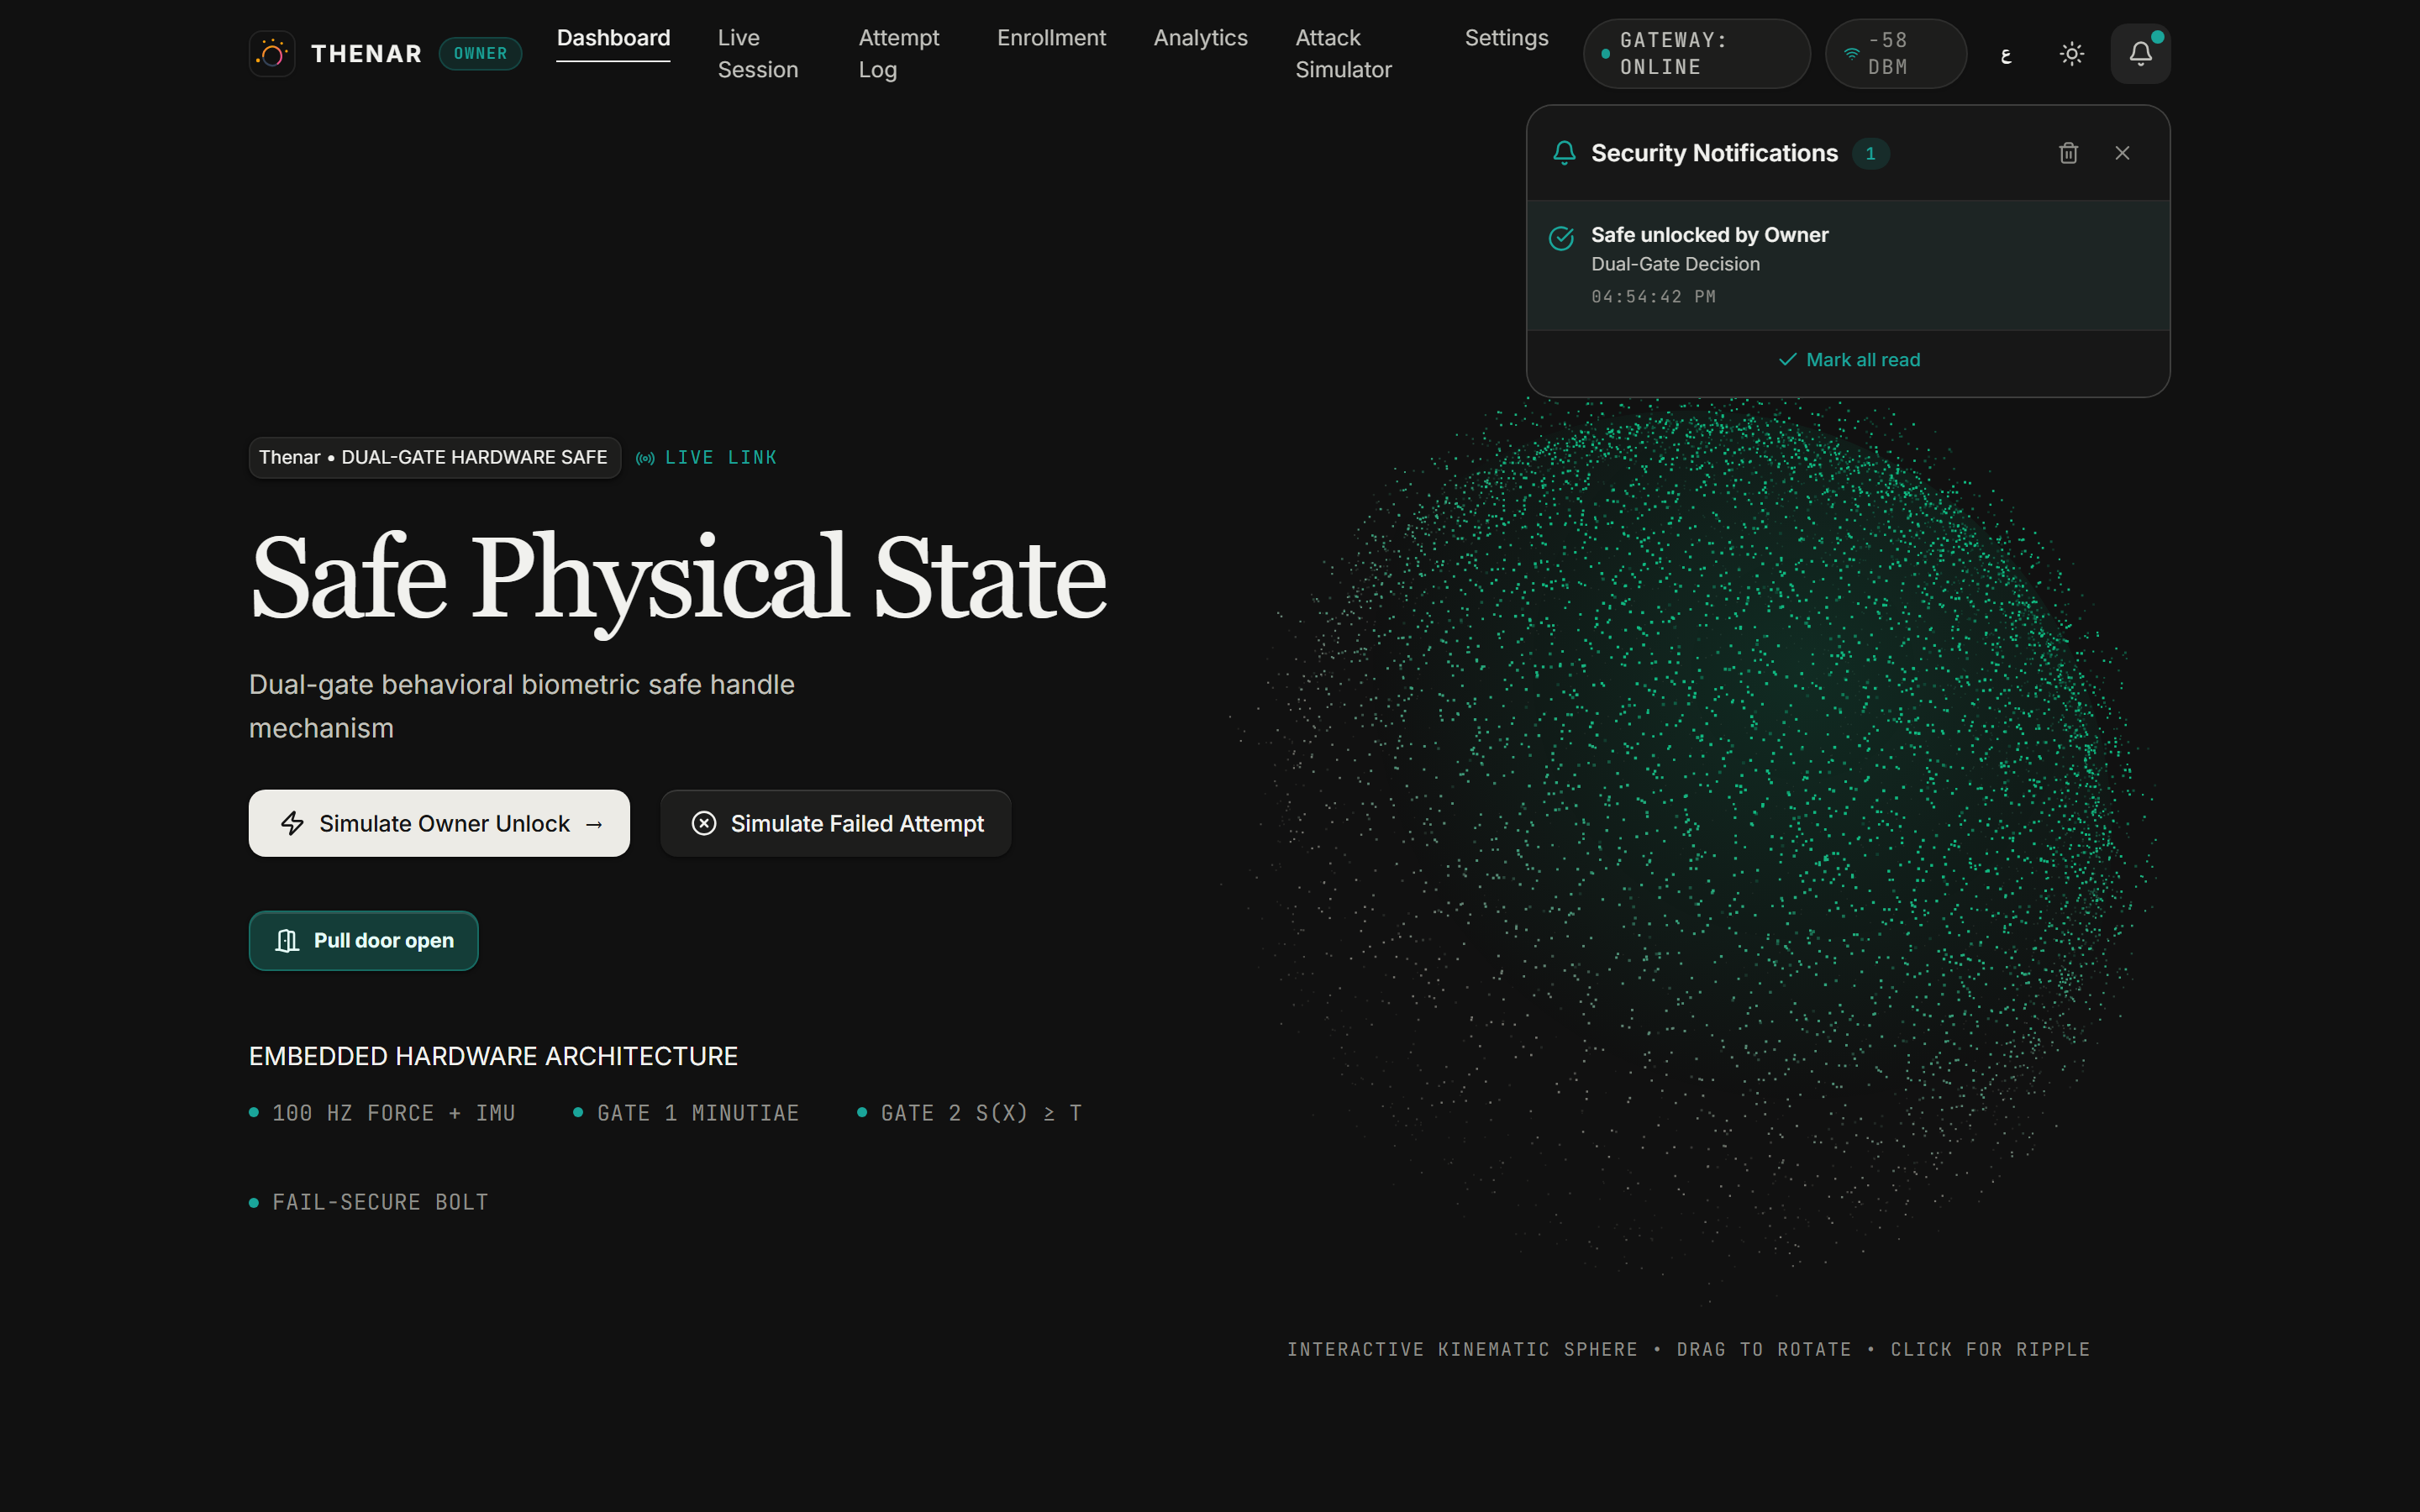 THENAR
OWNER
Dashboard
Live
Session
Attempt
Log
Enrollment
Analytics
Attack
Simulator
Settings
GATEWAY:
ONLINE
-58
DBM
ع
Security Notifications
1
Safe unlocked by Owner
Dual-Gate Decision
04:54:42 PM
Mark all read
Thenar • DUAL-GATE HARDWARE SAFE
LIVE LINK
Safe Physical State
Dual-gate behavioral biometric safe handle
mechanism
Simulate Owner Unlock →
Simulate Failed Attempt
Pull door open
EMBEDDED HARDWARE ARCHITECTURE
100 HZ FORCE + IMU
GATE 1 MINUTIAE
GATE 2 S(X) ≥ T
FAIL-SECURE BOLT
INTERACTIVE KINEMATIC SPHERE • DRAG TO ROTATE • CLICK FOR RIPPLE